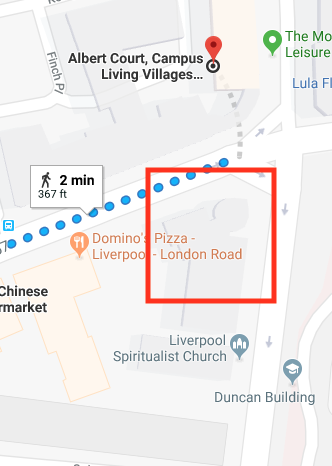 Albert Court, Campus
Living Villages...
The Mo
Leisure
Lula Fl
Finch Pl
2 min
367 ft
Domino's Pizza -
Liverpool - London Road
Chinese
ermarket
Liverpool
Spiritualist Church
Duncan Building